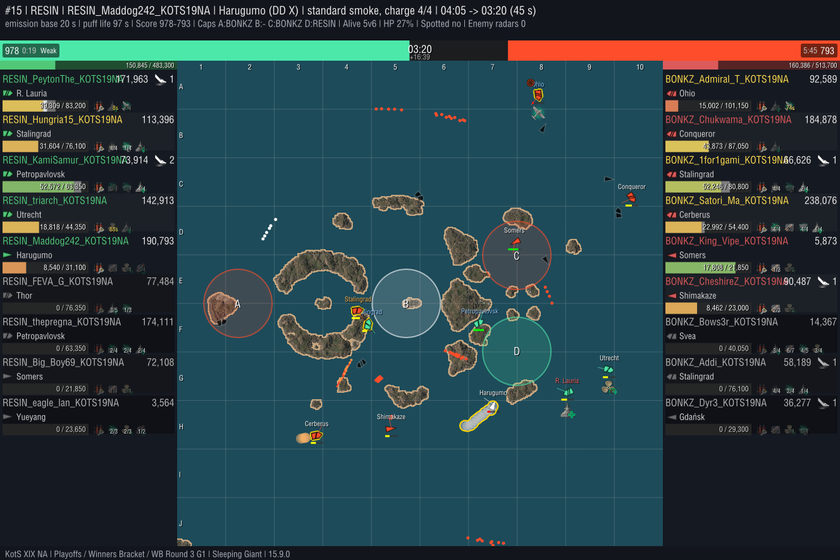 #15 | RESIN | RESIN_Maddog242_KOTS19NA | Harugumo (DD X) | standard smoke, charge 4/4 | 04:05 -> 03:20 (45 s)
emission base 20 s | puff life 97 s | Score 978-793 | Caps A:BONKZ B:- C:BONKZ D:RESIN | Alive 5v6 | HP 27% | Spotted no | Enemy radars 0
978 0:19 Weak
03:20
+16:39
5:45 793
150,845 / 483,300
160,386 / 513,700
RESIN_PeytonThe_KOTS19NA 171,963 1
R. Lauria
/ 83,200
RESIN_Hungria15_KOTS19NA 113,396
Stalingrad
31,604 / 76,100
RESIN_KamiSamur_KOTS19NA 73,914 2
Petropavlovsk
RESIN_triarch_KOTS19NA 142,913
Utrecht
18,818 / 44,350
RESIN_Maddog242_KOTS19NA 190,793
Harugumo
8,540 / 31,100
RESIN_FEVA_G_KOTS19NA 77,484
Thor
0 / 76,350
RESIN_thepregna_KOTS19NA 174,111
Petropavlovsk
0 / 63,350
RESIN_Big_Boy69_KOTS19NA 72,108
Somers
0 / 21,850
RESIN_eagle_lan_KOTS19NA 3,564
Yueyang
0 / 23,650
1 2 3 4 5 6 7 8 9 10
A
B
C
D
E
F
G
H
I
J
Ohio
Conqueror
Somers
C
A
Stalingrad
B
Petropavlovsk
D
Utrecht
R. Lauria
Harugumo
Shimakaze
Cerberus
BONKZ_Admiral_T_KOTS19NA 92,589
Ohio
15,002 / 101,150
BONKZ_Chukwama_KOTS19NA 184,878
Conqueror
/ 87,050
BONKZ_1for1gami_KOTS19NA 66,626 1
Stalingrad
/ 80,800
BONKZ_Satori_Ma_KOTS19NA 238,076
Cerberus
22,992 / 54,400
BONKZ_King_Vipe_KOTS19NA 5,873
Somers
BONKZ_CheshireZ_KOTS19NA 90,487 1
Shimakaze
8,462 / 23,000
BONKZ_Bows3r_KOTS19NA 14,367
Svea
0 / 40,050
BONKZ_Addi_KOTS19NA 58,189 1
Stalingrad
0 / 76,100
BONKZ_Dyr3_KOTS19NA 36,277 1
Gdańsk
0 / 29,300
KotS XIX NA | Playoffs / Winners Bracket / WB Round 3 G1 | Sleeping Giant | 15.9.0